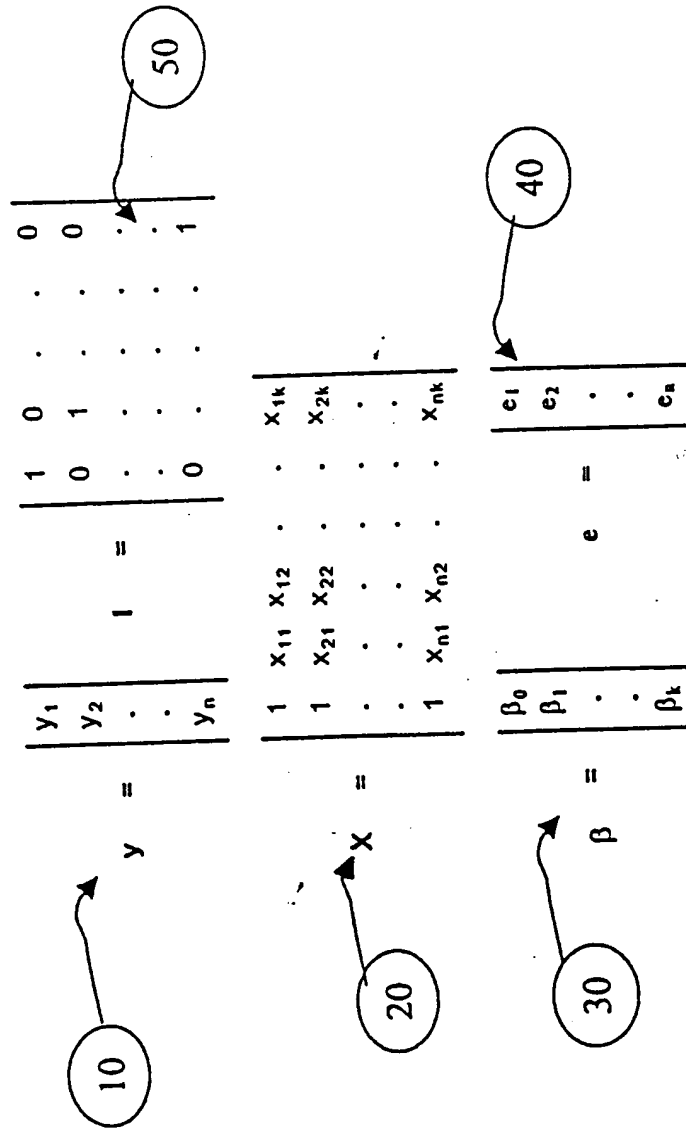 10
y = | y₁ | I = | 1 0 . . 0 |
| y₂ | | 0 1 . . 0 |
| . | | . . . . . |
| . | | . . . . . |
| yₙ | | 0 . . . 1 |
50
20
X = | 1 x₁₁ x₁₂ . . x₁ₖ |
| 1 x₂₁ x₂₂ . . x₂ₖ |
| . . . . . . |
| . . . . . . |
| 1 xₙ₁ xₙ₂ . . xₙₖ |
30
β = | β₀ | e = | e₁ |
| β₁ | | e₂ |
| . | | . |
| . | | . |
| βₖ | | eₙ |
40